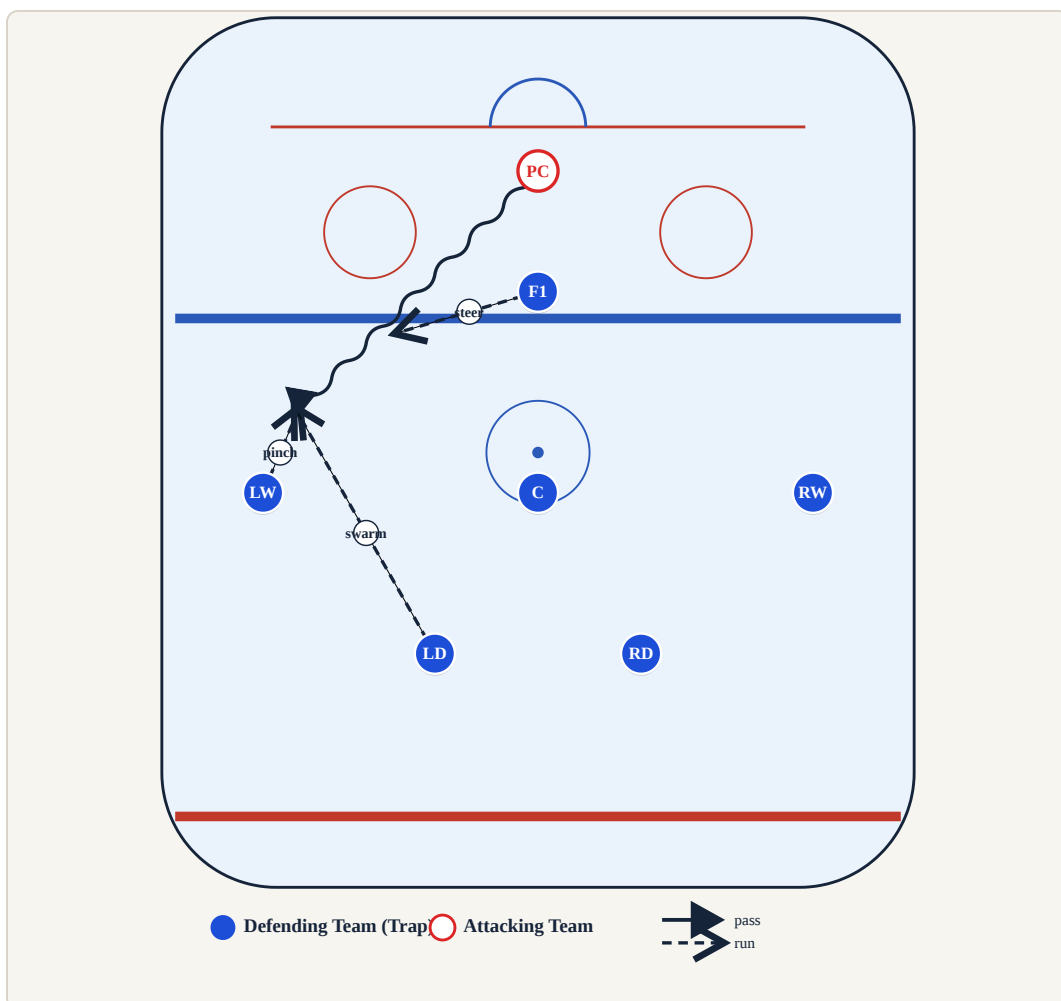 PC
F1
steer
pinch
LW
C
RW
swarm
LD
RD
Defending Team (Trap)
Attacking Team
pass
run